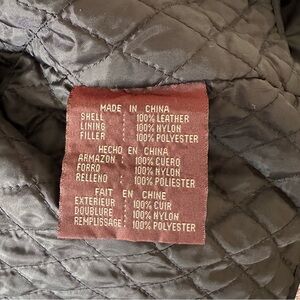 MADE IN CHINA
SHELL : 100% LEATHER
LINING : 100% NYLON
FILLER : 100% POLYESTER
HECHO EN CHINA
ARMAZON : 100% CUERO
FORRO : 100% NYLON
RELLENO : 100% POLIESTER
FAIT EN CHINE
EXTERIEUR : 100% CUIR
DOUBLURE : 100% NYLON
REMPLISSAGE : 100% POLYESTER